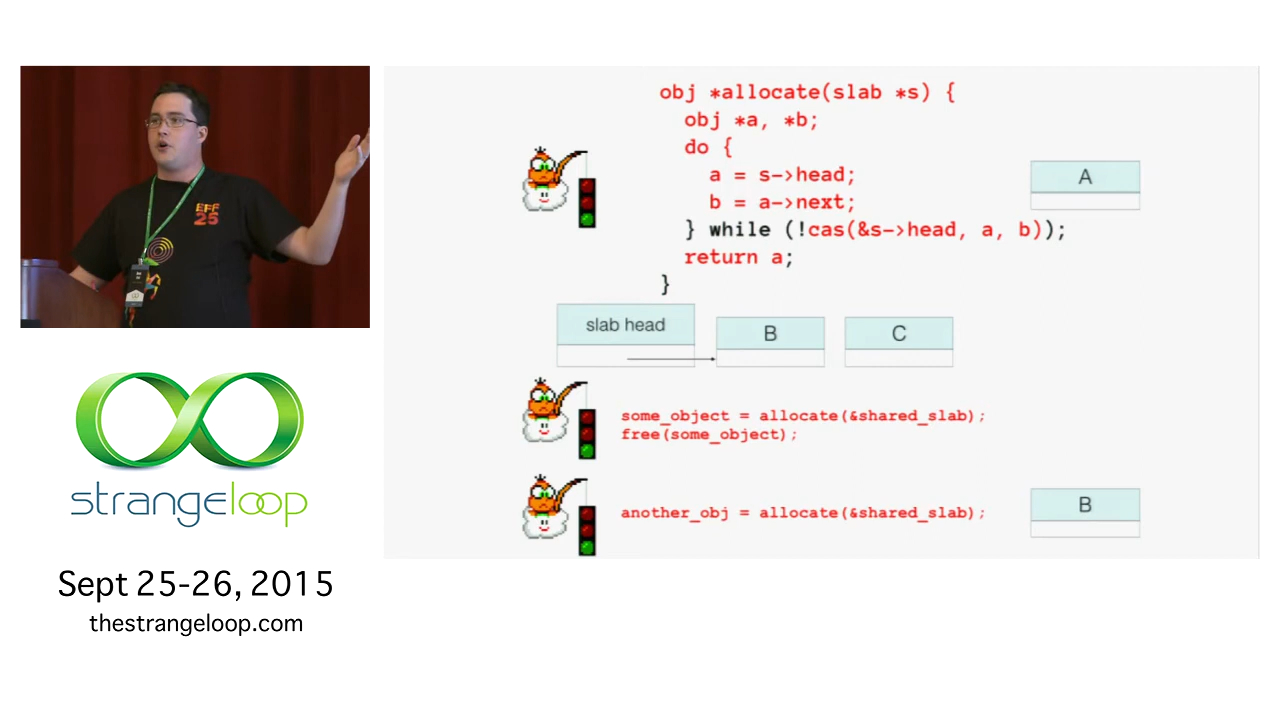 obj *allocate(slab *s) {
obj *a, *b;
do {
a = s->head;
b = a->next;
} while (!cas(&s->head, a, b));
return a;
}
A
slab head
B
C
some_object = allocate(&shared_slab);
free(some_object);
another_obj = allocate(&shared_slab);
B
EFF
25
strangeloop
Sept 25-26, 2015
thestrangeloop.com